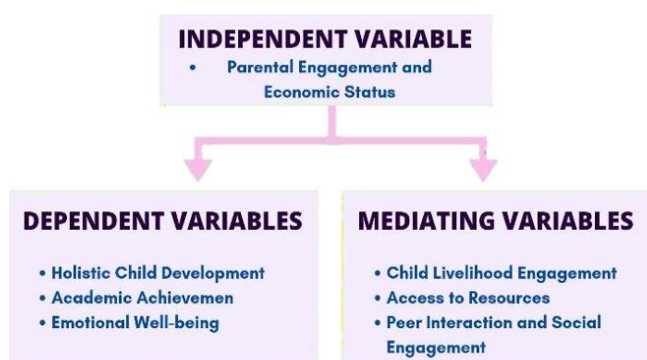 INDEPENDENT VARIABLE
• Parental Engagement and
Economic Status
DEPENDENT VARIABLES
• Holistic Child Development
• Academic Achievemen
• Emotional Well-being
MEDIATING VARIABLES
• Child Livelihood Engagement
• Access to Resources
• Peer Interaction and Social
Engagement